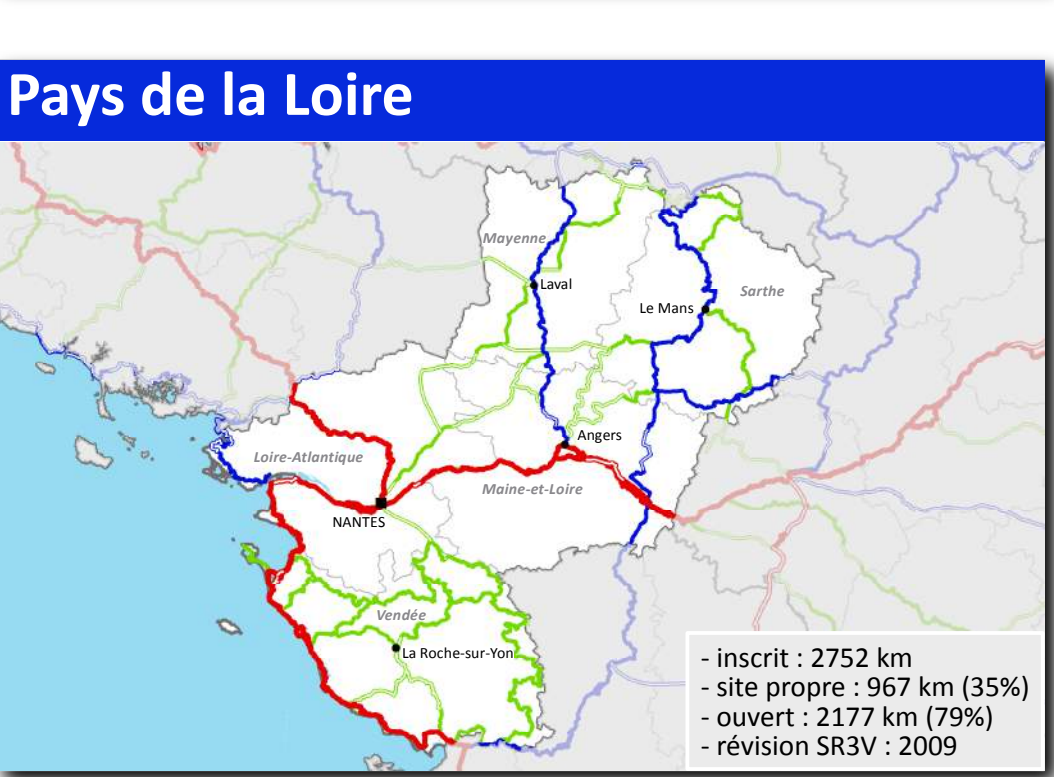 Pays de la Loire
Mayenne
Laval
Sarthe
Le Mans
Angers
Loire-Atlantique
Maine-et-Loire
NANTES
Vendée
La Roche-sur-Yon
- inscrit : 2752 km
- site propre : 967 km (35%)
- ouvert : 2177 km (79%)
- révision SR3V : 2009